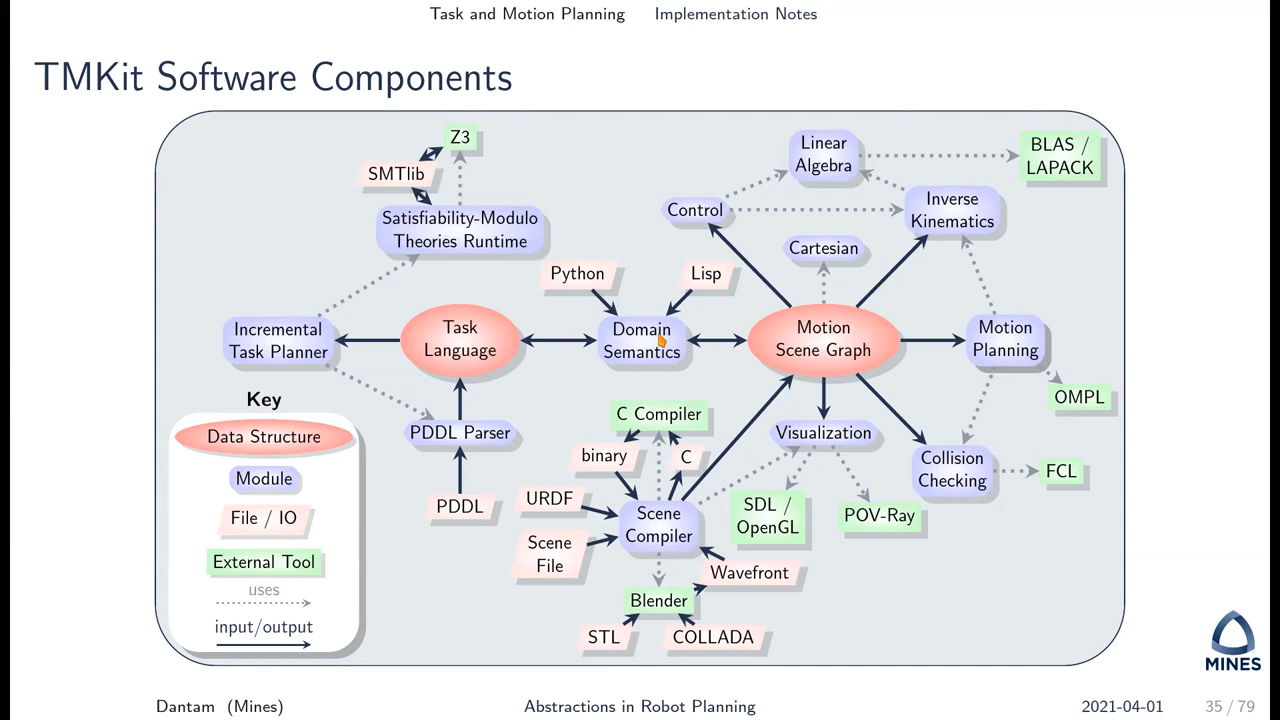 Task and Motion Planning Implementation Notes
TMKit Software Components
Z3
SMTlib
Satisfiability-Modulo
Theories Runtime
Linear
Algebra
BLAS /
LAPACK
Control
Inverse
Kinematics
Cartesian
Python
Lisp
Incremental
Task Planner
Task
Language
Domain
Semantics
Motion
Scene Graph
Motion
Planning
OMPL
Key
Data Structure
Module
File / IO
External Tool
uses
input/output
PDDL Parser
PDDL
C Compiler
binary
C
URDF
Scene
File
Scene
Compiler
Visualization
SDL /
OpenGL
POV-Ray
Collision
Checking
FCL
Wavefront
Blender
STL
COLLADA
MINES
Dantam (Mines)
Abstractions in Robot Planning
2021-04-01
35 / 79